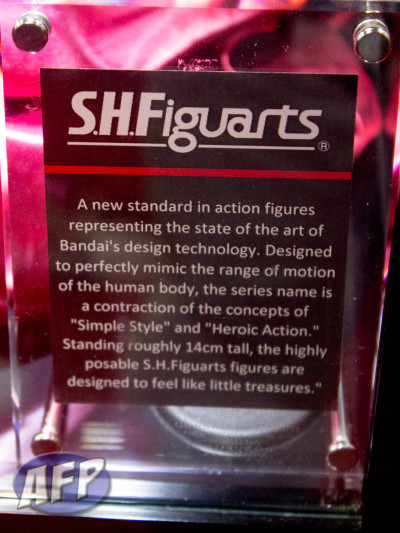 S.H.Figuarts®
A new standard in action figures
representing the state of the art of
Bandai's design technology. Designed
to perfectly mimic the range of motion
of the human body, the series name is
a contraction of the concepts of
"Simple Style" and "Heroic Action."
Standing roughly 14cm tall, the highly
posable S.H.Figuarts figures are
designed to feel like little treasures."
AFP